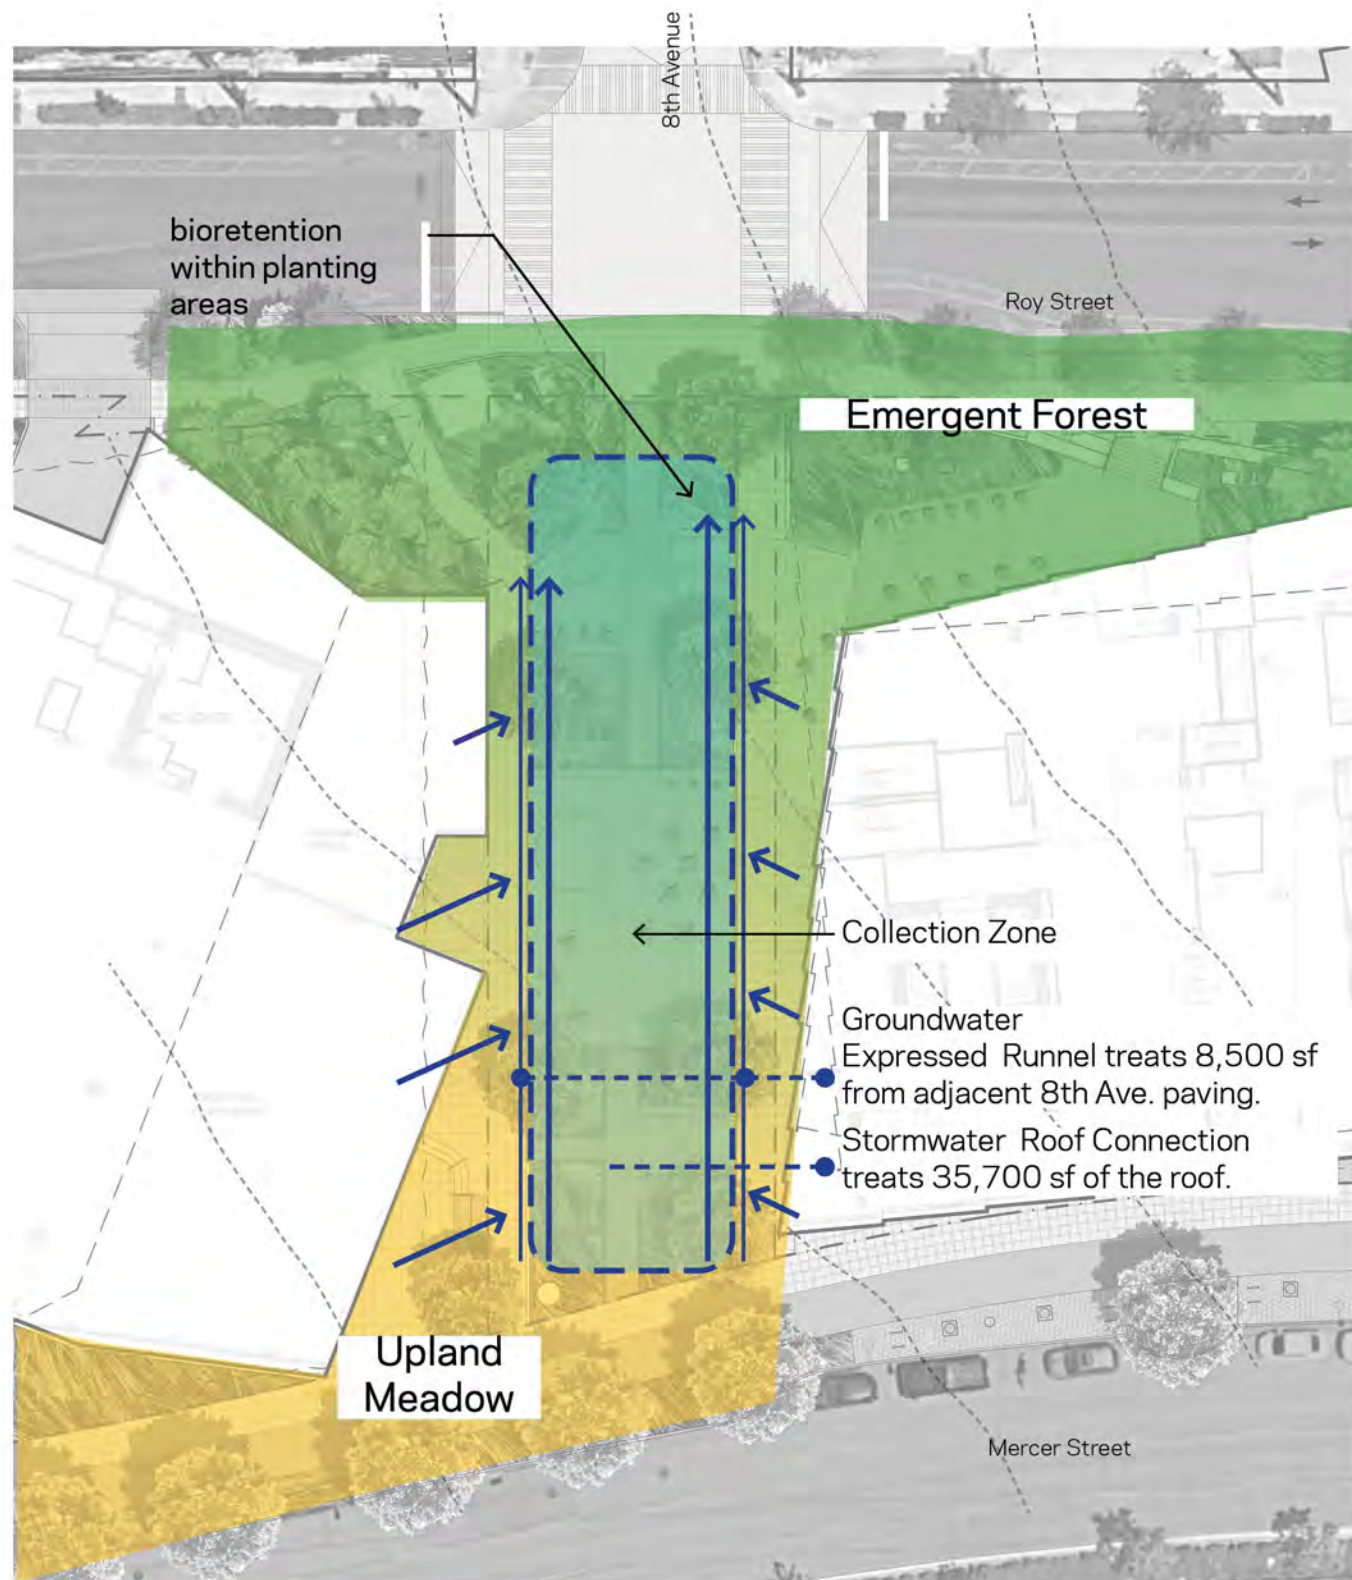 8th Avenue
bioretention
within planting
areas
Roy Street
Emergent Forest
Collection Zone
Groundwater
Expressed Runnel treats 8,500 sf
from adjacent 8th Ave. paving.
Stormwater Roof Connection
treats 35,700 sf of the roof.
Upland
Meadow
Mercer Street